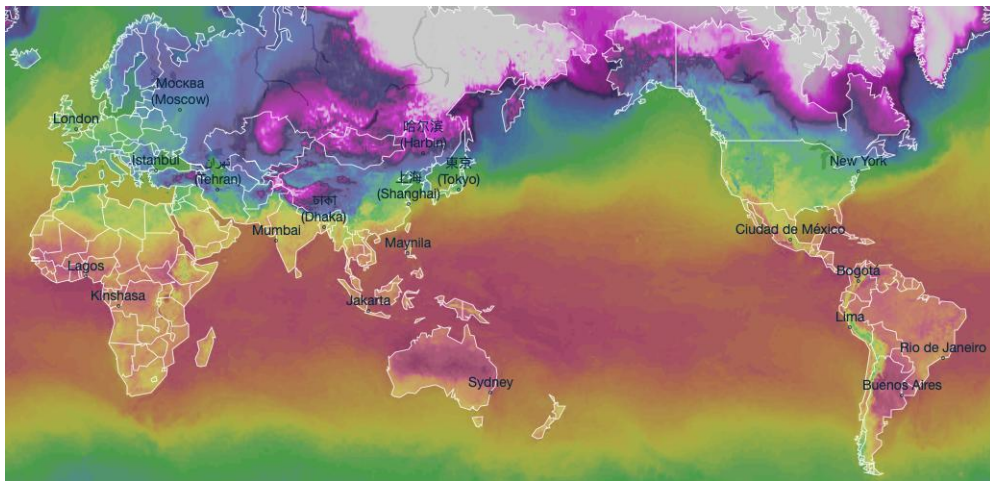 Москва
(Moscow)
London
哈尔滨
(Harbin)
東京
(Tokyo)
Istanbul
(Tehran)
上海
(Shanghai)
New York
ঢাকা
(Dhaka)
Mumbai
Maynila
Ciudad de México
Lagos
Kinshasa
Jakarta
Bogotá
Lima
Rio de Janeiro
Sydney
Buenos Aires